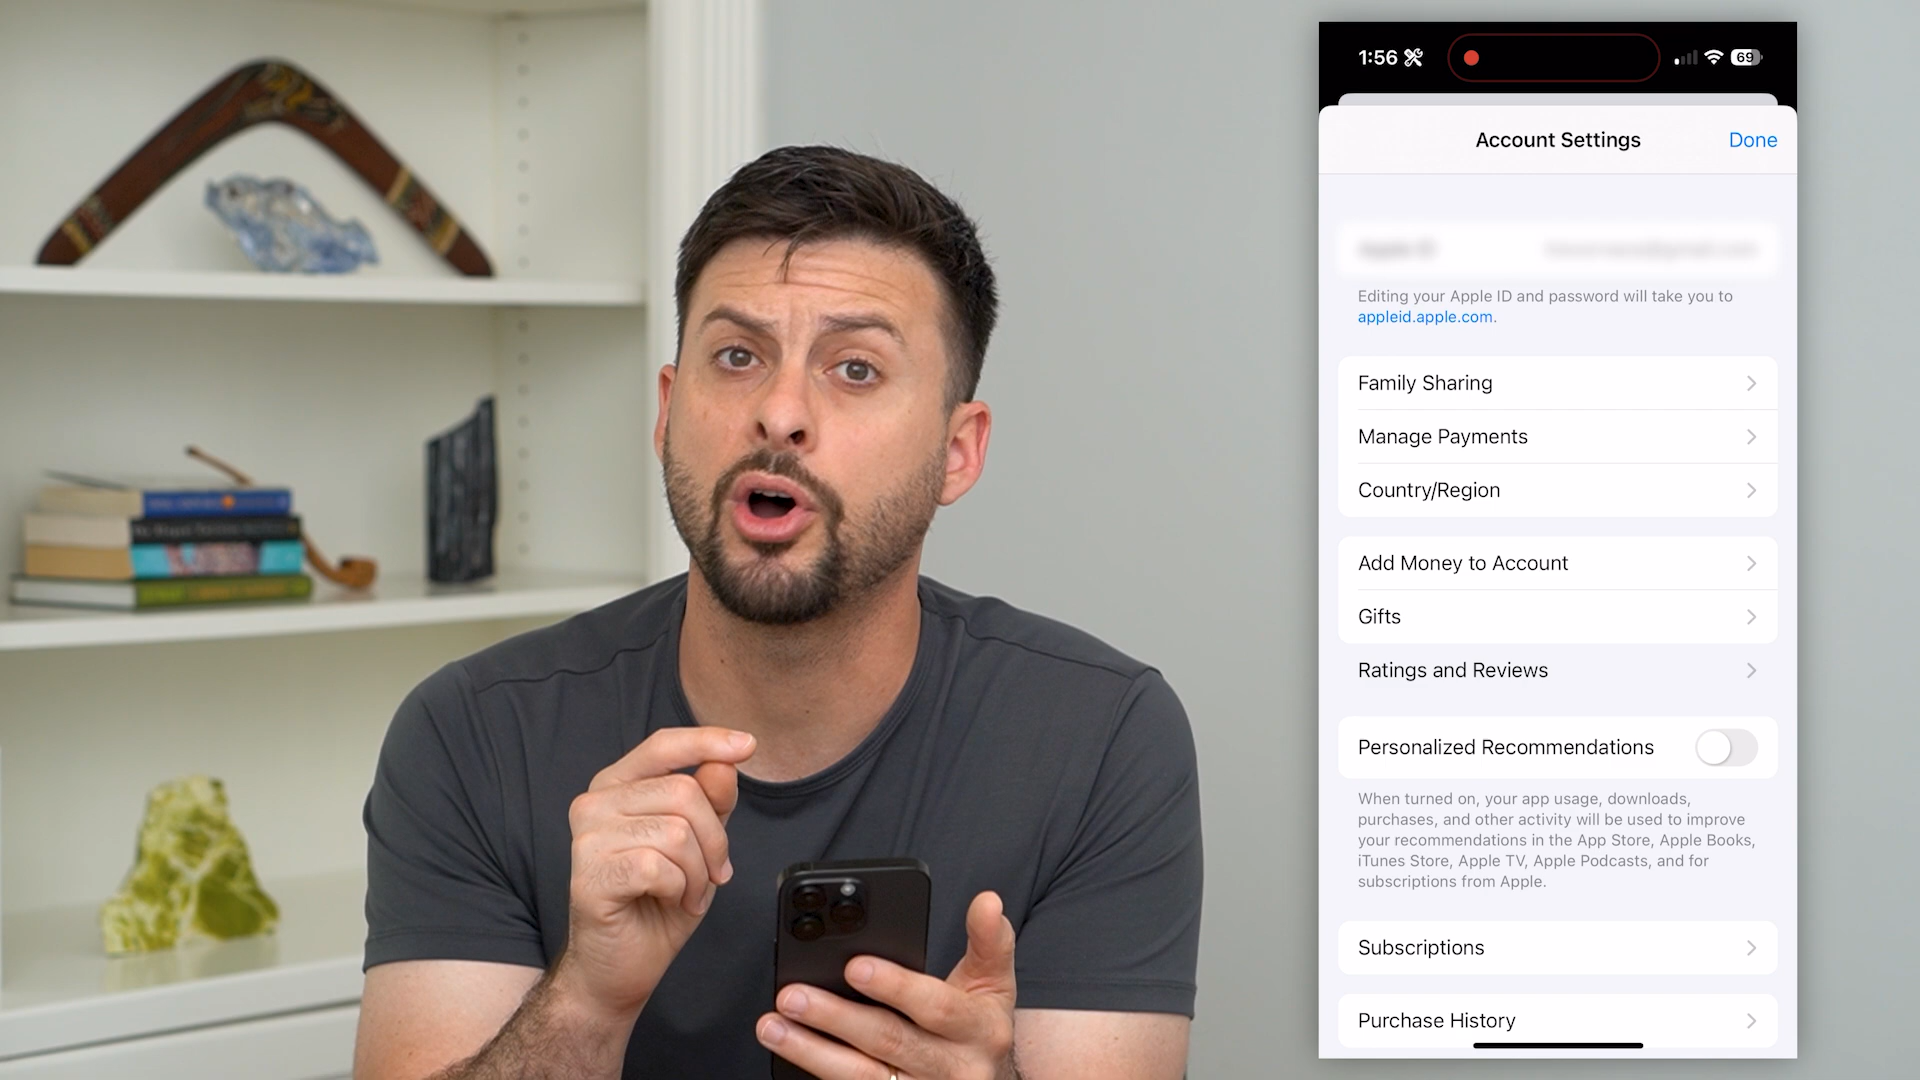 1:56
69
Account Settings
Done
Editing your Apple ID and password will take you to
appleid.apple.com.
Family Sharing
Manage Payments
Country/Region
Add Money to Account
Gifts
Ratings and Reviews
Personalized Recommendations
When turned on, your app usage, downloads,
purchases, and other activity will be used to improve
your recommendations in the App Store, Apple Books,
iTunes Store, Apple TV, Apple Podcasts, and for
subscriptions from Apple.
Subscriptions
Purchase History